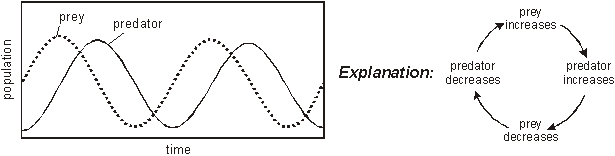 prey
predator
population
time
Explanation:
prey
increases
predator
increases
prey
decreases
predator
decreases